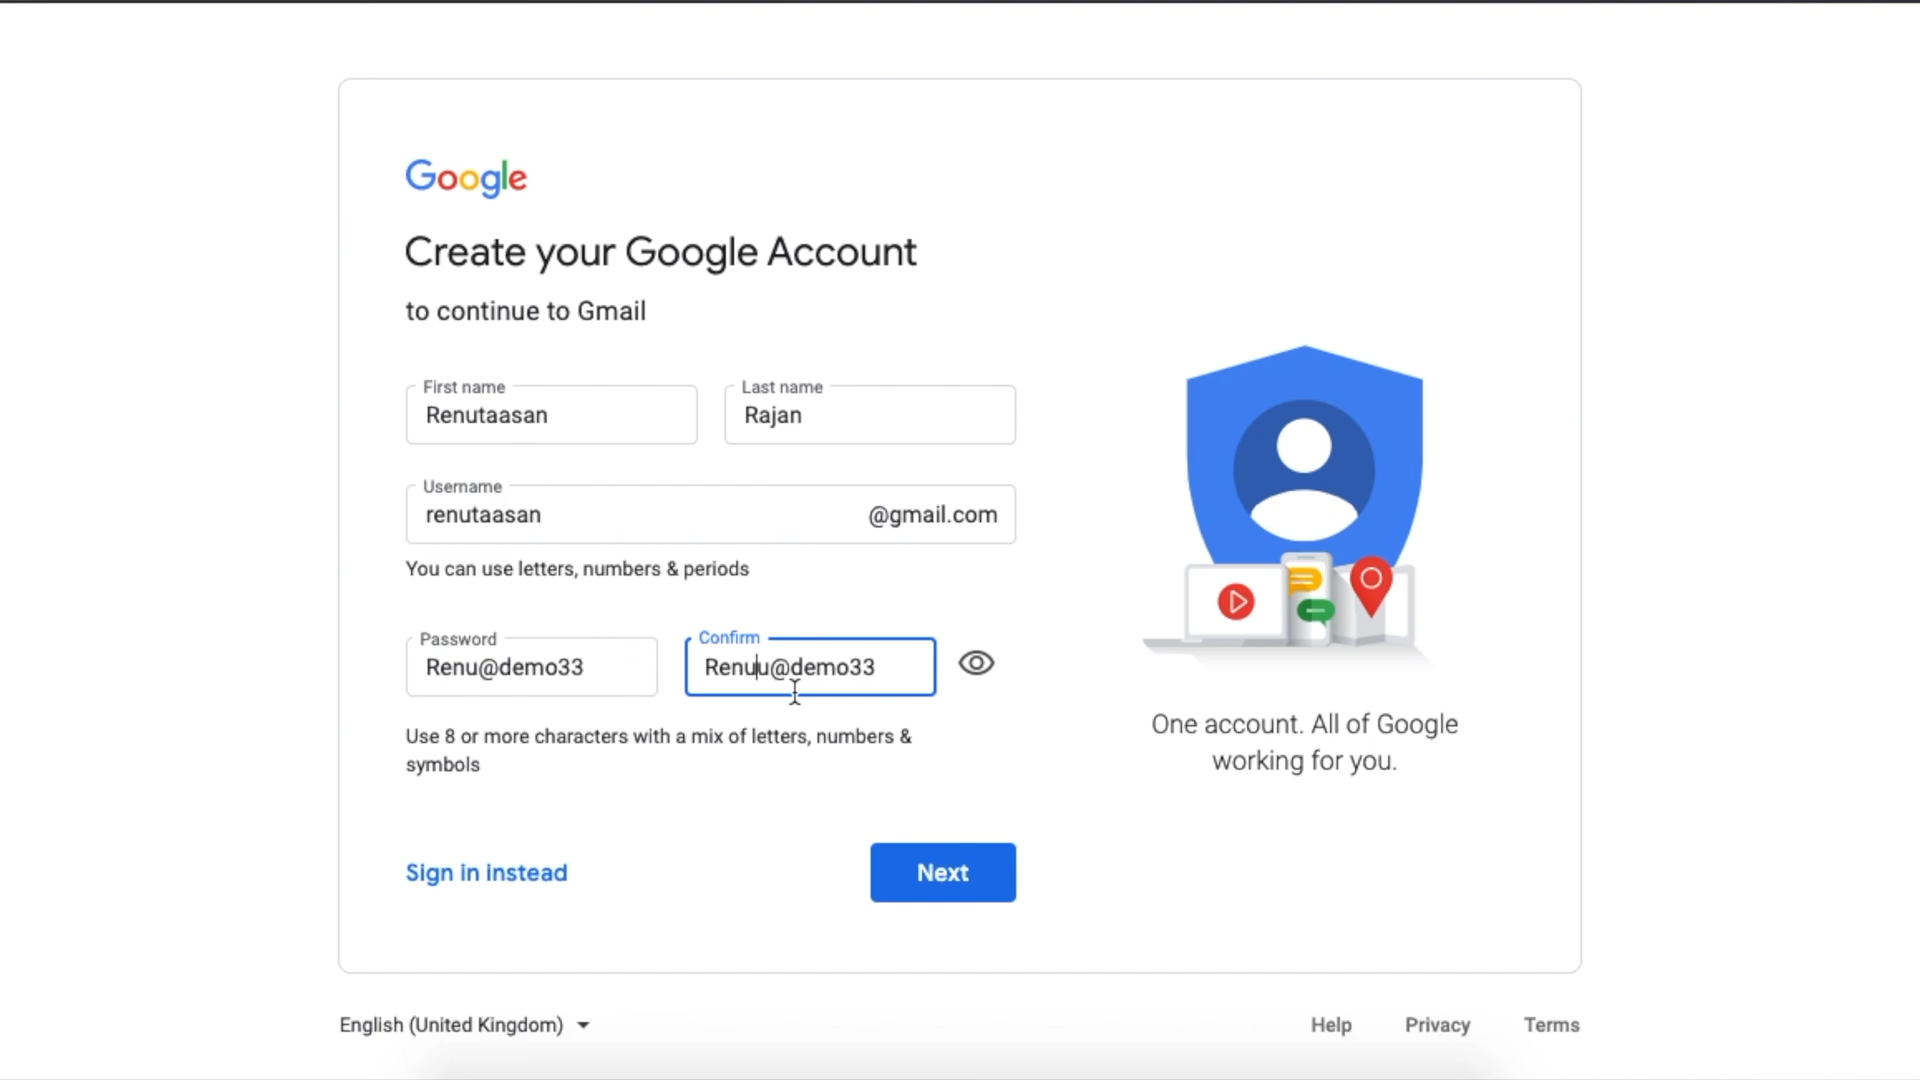 Google
Create your Google Account
to continue to Gmail
First name
Renutaasan
Last name
Rajan
Username
renutaasan
@gmail.com
You can use letters, numbers & periods
Password
Renu@demo33
Confirm
Renuu@demo33
Use 8 or more characters with a mix of letters, numbers &
symbols
Sign in instead
Next
One account. All of Google
working for you.
English (United Kingdom)
Help
Privacy
Terms